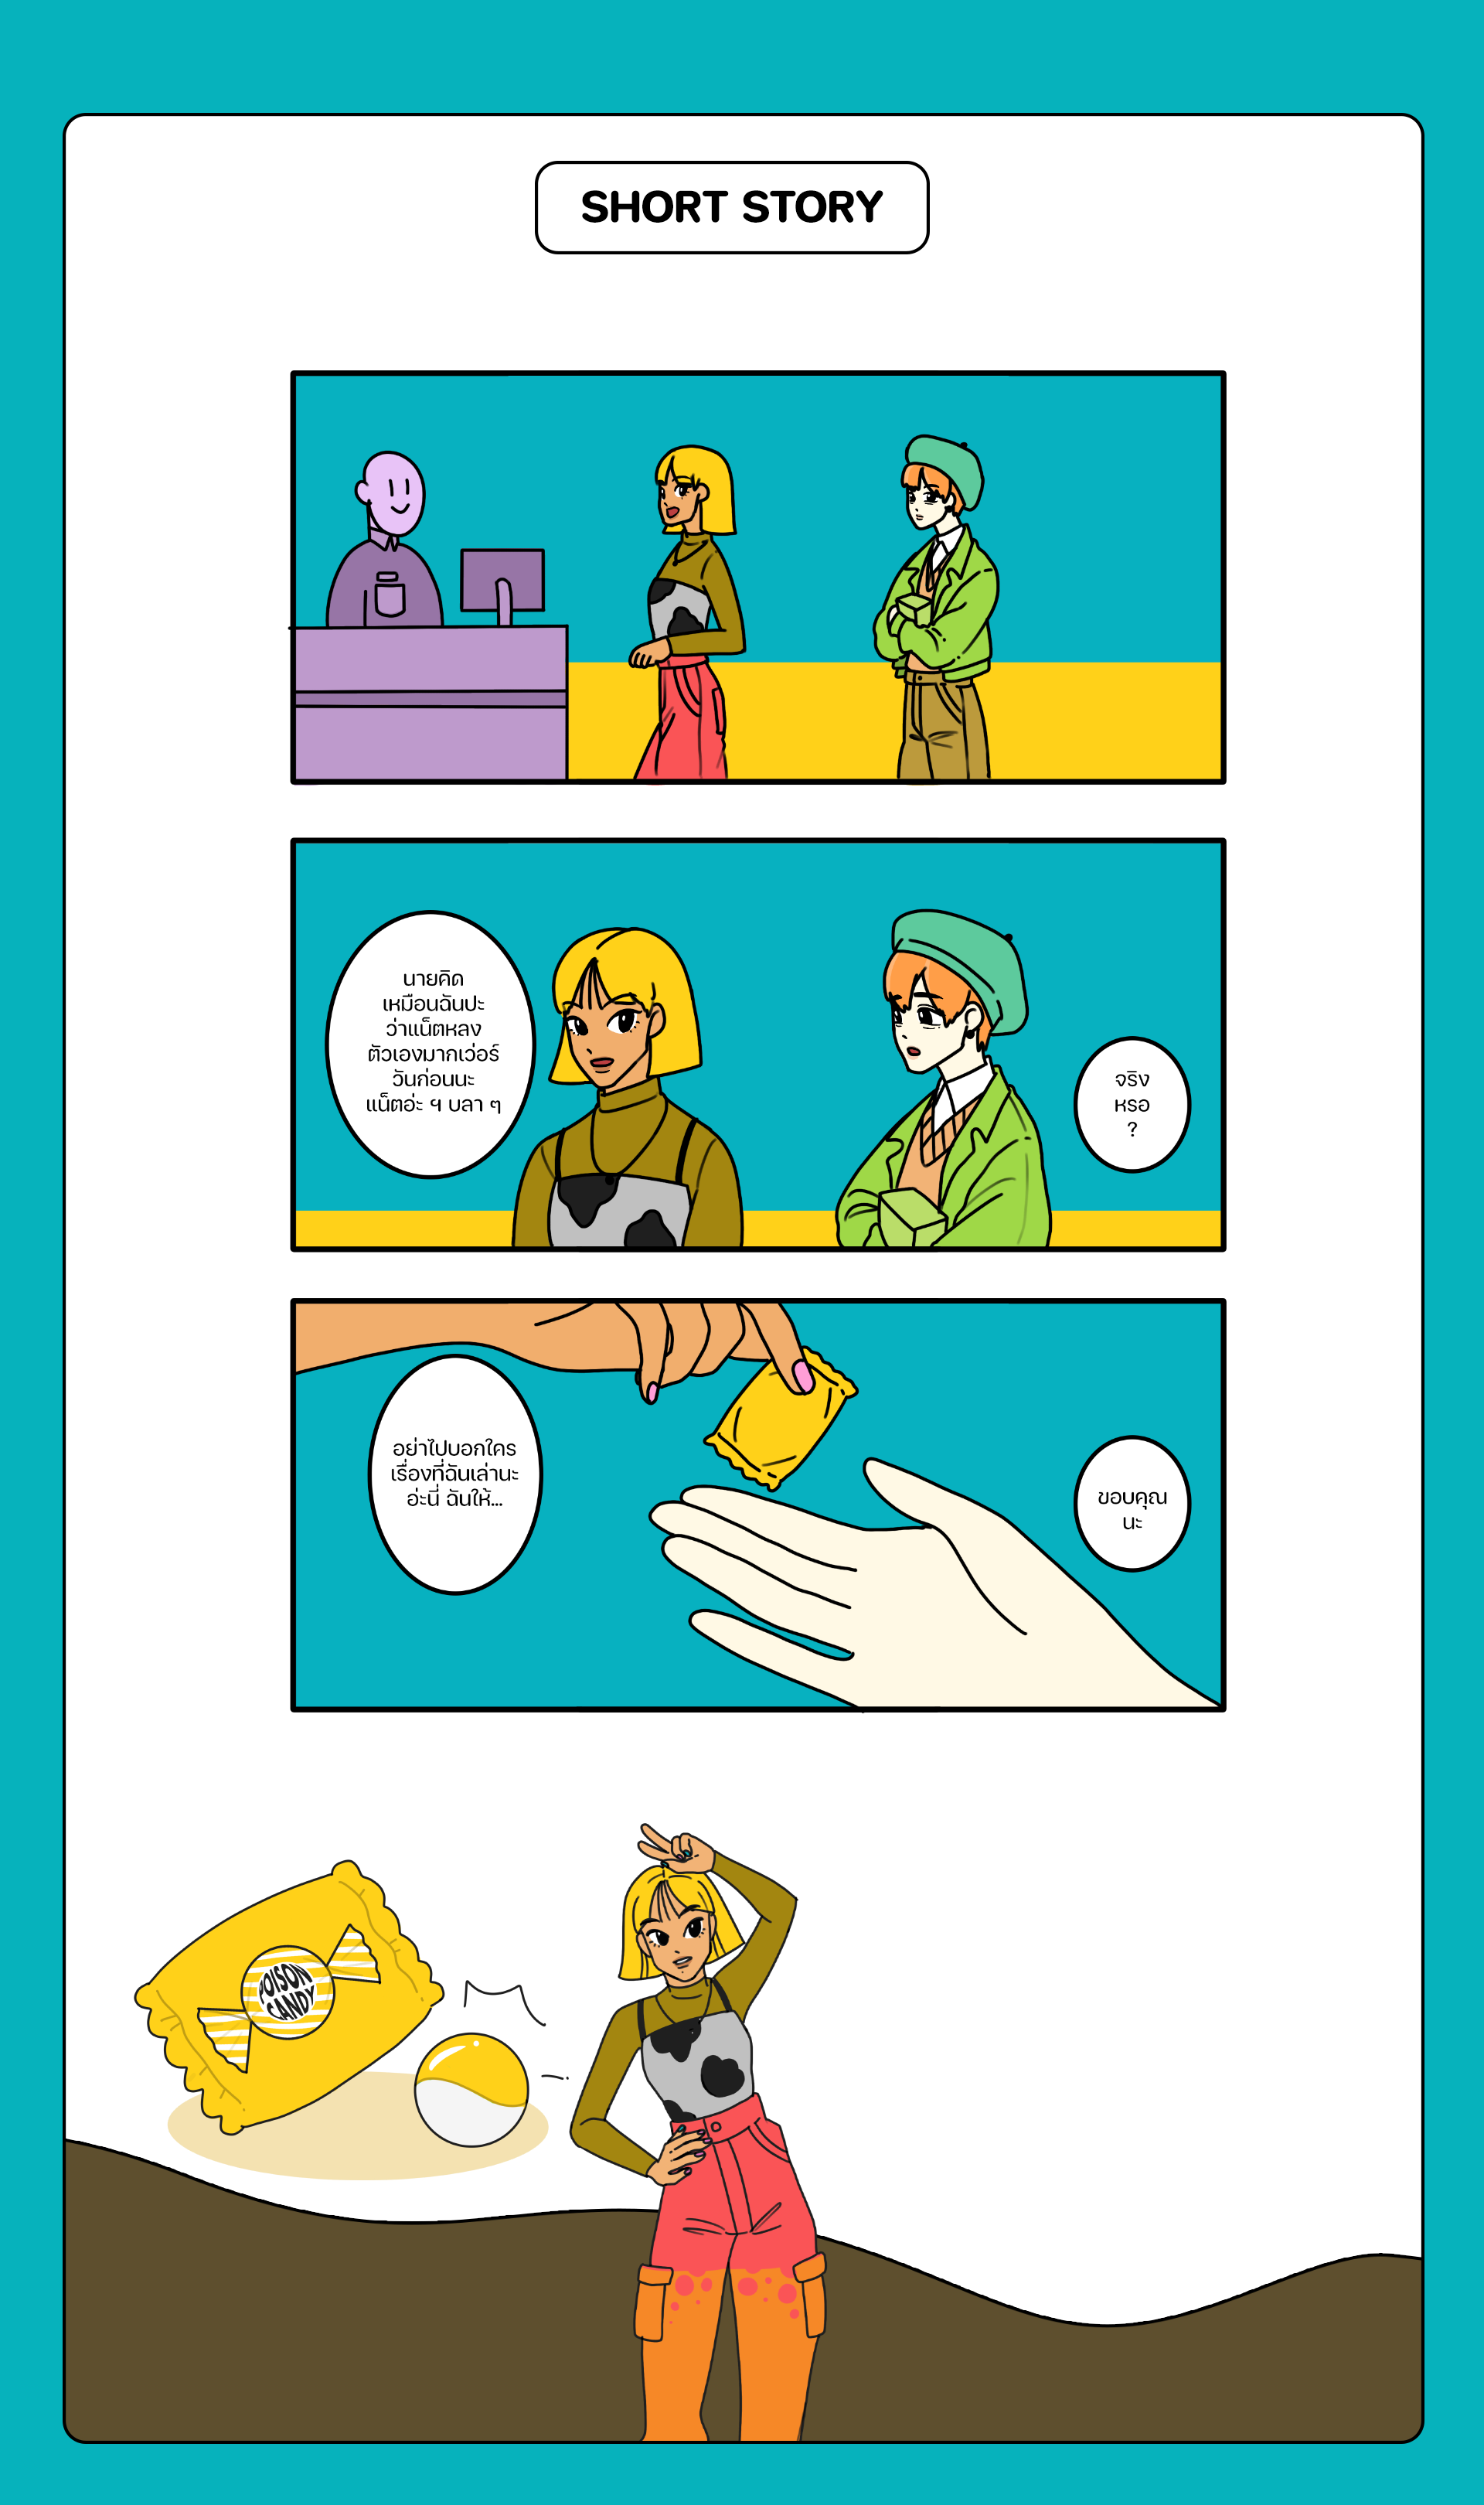 SHORT STORY
นายคิด
เหมือนฉันปะ
ว่าแน็ตหลง
ตัวเองมากเว่อร์
วันก่อนนะ
แน็ตอ่ะ ฯ บลา ๆ
จริง
หรอ
?
อย่าไปบอกใคร
เรื่องที่ฉันเล่านะ
อ่ะนี่ ฉันให้...
ขอบคุณ
นะ
POISON
CANDY